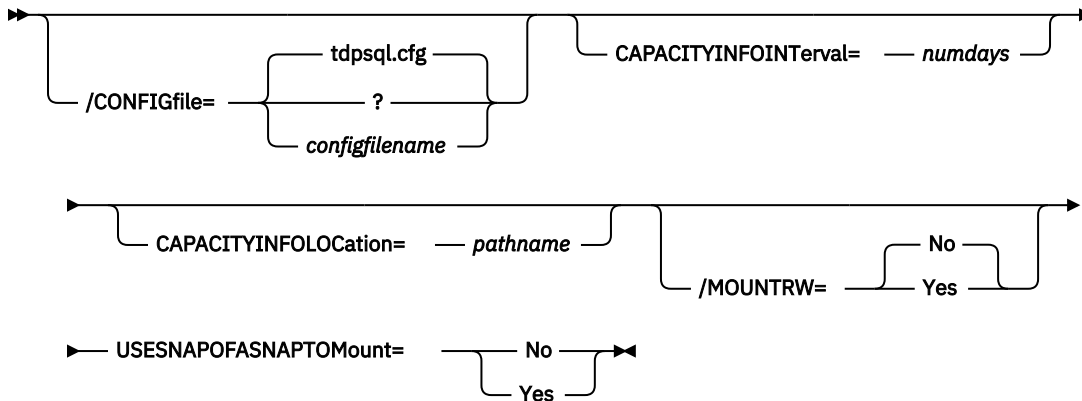 tdpsql.cfg
CAPACITYINFOINTerval= numdays
/CONFIGfile= ?
configfilename
CAPACITYINFOLOCation= pathname
No
/MOUNTRW= Yes
USESNAPOFASNAPTOMount= No
Yes